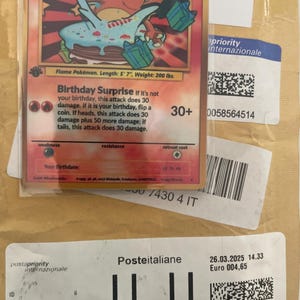 Flame Pokémon. Length: 5' 7", Weight: 200 lbs.
Birthday Surprise If it's not
your birthday, this attack does 30
damage. If it is your birthday, flip a
coin. If heads, this attack does 30
damage plus 50 more damage; if
tails, this attack does 30 damage.
30+
weakness
resistance
retreat cost
Your Birthday:
priority
internazionale
0058564514
7430 4 IT
postapriority
internazionale
Posteitaliane
26.03.2025 14.33
Euro 004,65